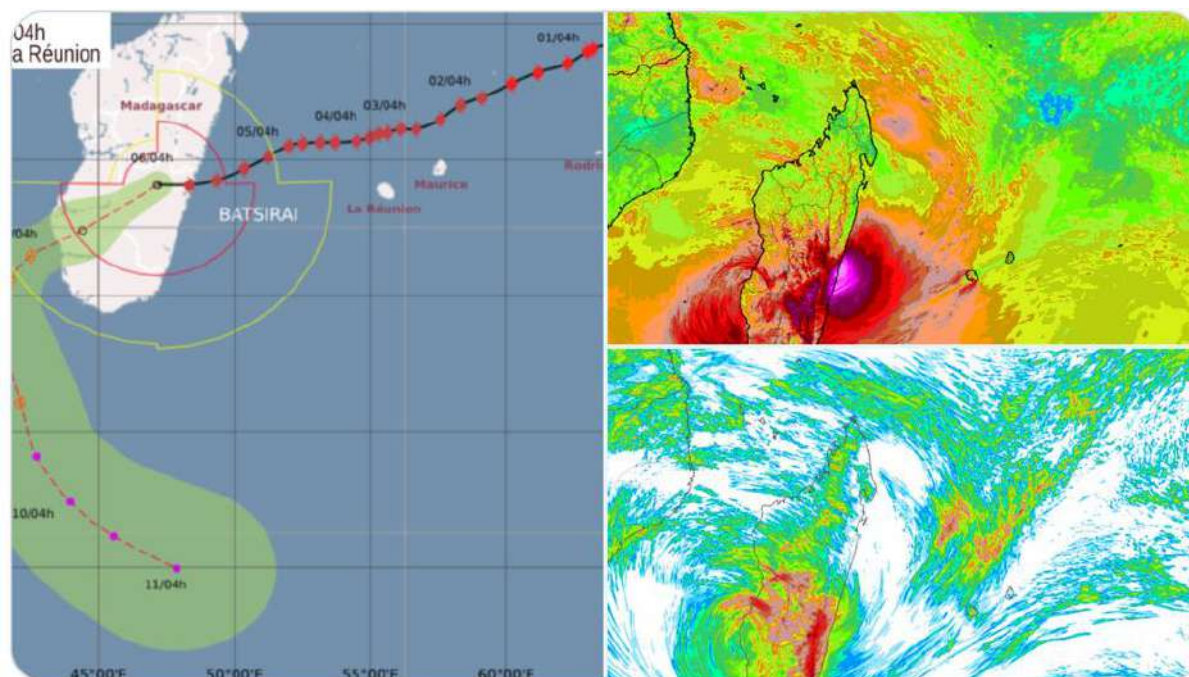 04h
a Réunion
01/04h
02/04h
03/04h
04/04h
05/04h
06/04h
Madagascar
Rodri
Maurice
La Réunion
BATSIRAI
/04h
10/04h
11/04h
45°00'E
50°00'E
55°00'E
60°00'E